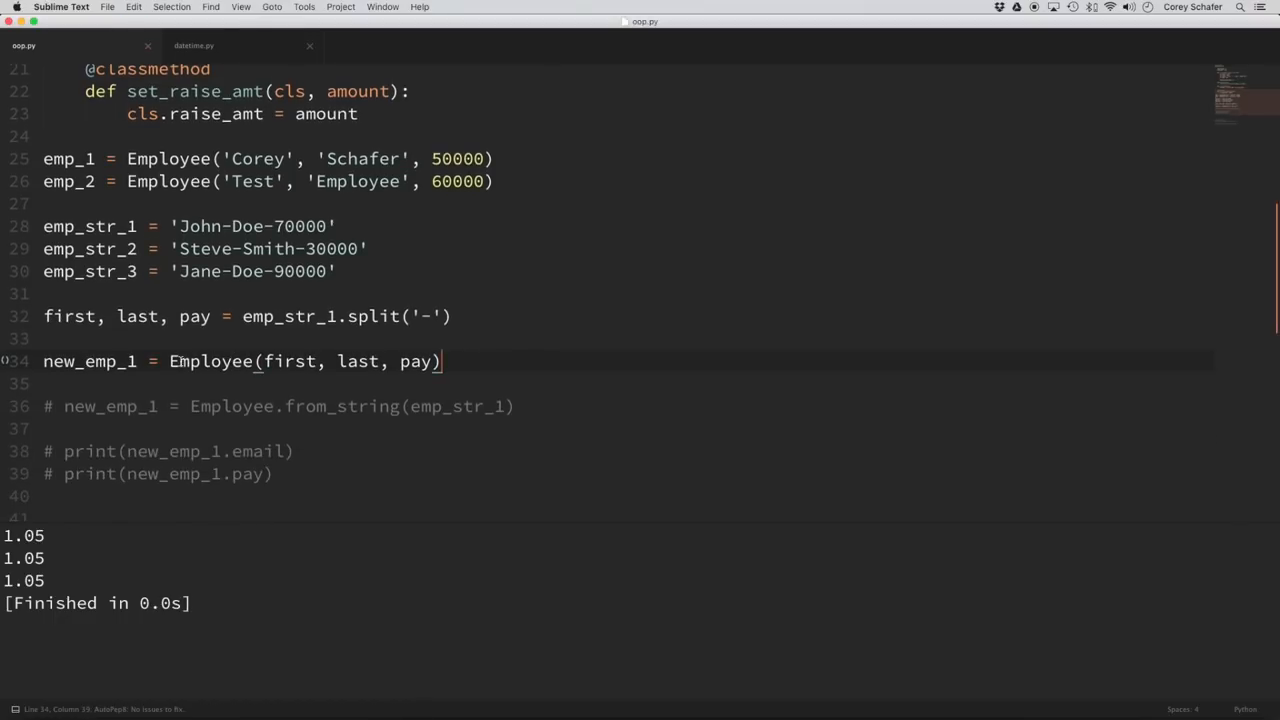 Sublime Text File Edit Selection Find View Goto Tools Project Window Help Corey Schafer
oop.py
oop.py datetime.py
21 @classmethod
22 def set_raise_amt(cls, amount):
23 cls.raise_amt = amount
24
25 emp_1 = Employee('Corey', 'Schafer', 50000)
26 emp_2 = Employee('Test', 'Employee', 60000)
27
28 emp_str_1 = 'John-Doe-70000'
29 emp_str_2 = 'Steve-Smith-30000'
30 emp_str_3 = 'Jane-Doe-90000'
31
32 first, last, pay = emp_str_1.split('-')
33
34 new_emp_1 = Employee(first, last, pay)
35
36 # new_emp_1 = Employee.from_string(emp_str_1)
37
38 # print(new_emp_1.email)
39 # print(new_emp_1.pay)
40
41
1.05
1.05
1.05
[Finished in 0.0s]
Line 34, Column 39, AutoPep8: No issues to fix. Spaces: 4 Python